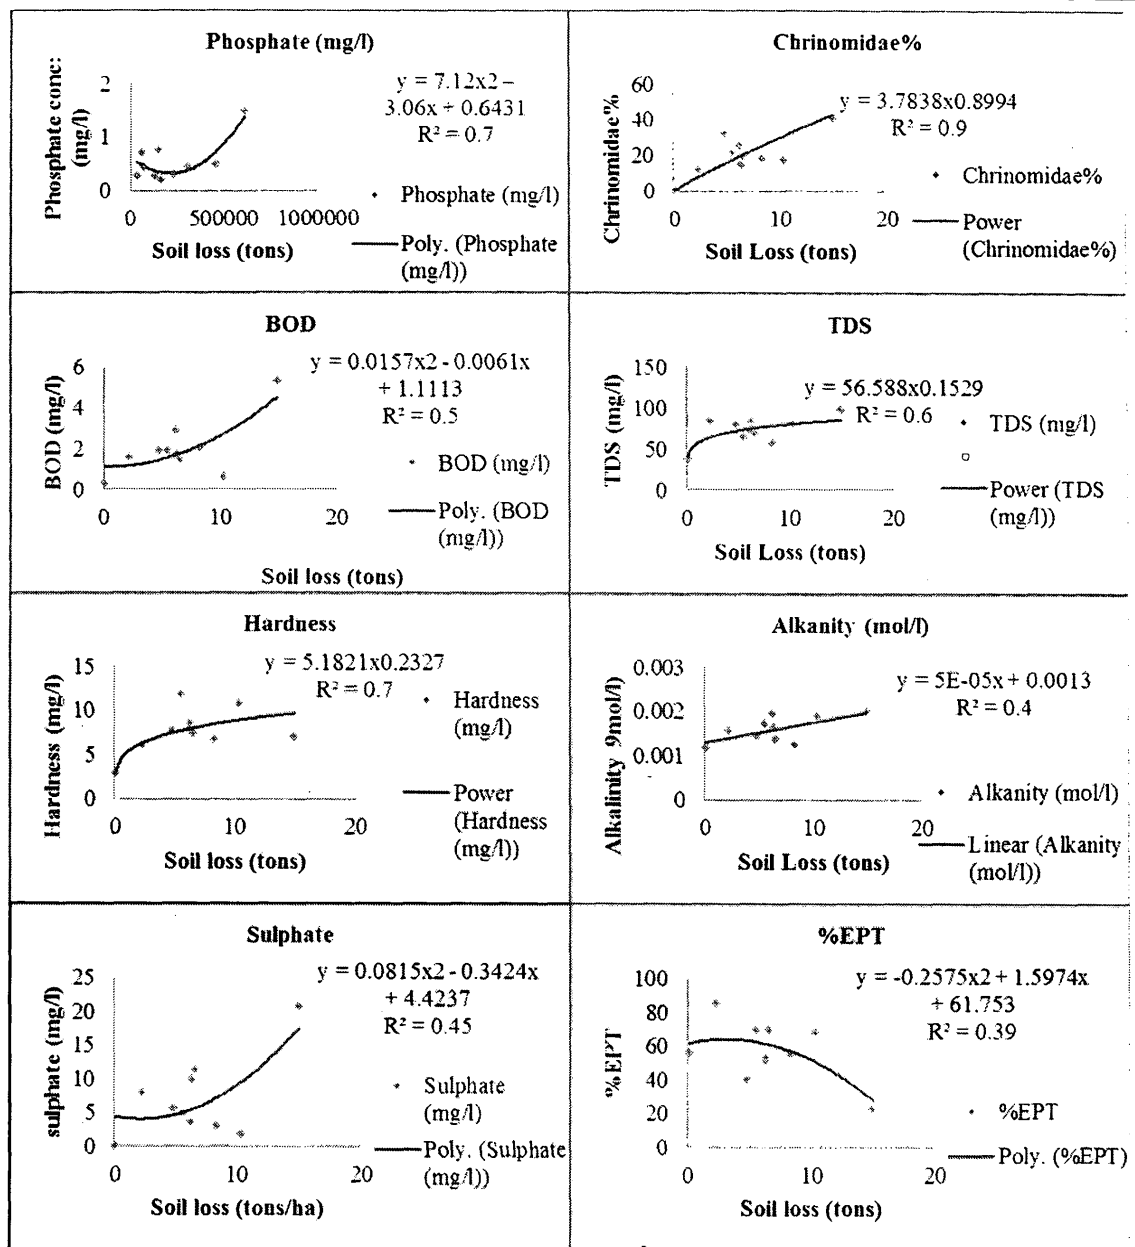 Phosphate (mg/l)
Phosphate conc:
(mg/l)
2
1
0
y = 7.12x2 –
3.06x + 0.6431
R² = 0.7
0 500000 1000000
Soil loss (tons)
Phosphate (mg/l)
Poly. (Phosphate
(mg/l))
Chrinomidae%
Chrinomidae%
60
40
20
0
y = 3.7838x0.8994
R² = 0.9
0 10 20
Soil Loss (tons)
Chrinomidae%
Power
(Chrinomidae%)
BOD
BOD (mg/l)
6
4
2
0
y = 0.0157x2 - 0.0061x
+ 1.1113
R² = 0.5
0 10 20
Soil loss (tons)
BOD (mg/l)
Poly. (BOD
(mg/l))
TDS
TDS (mg/l)
150
100
50
0
y = 56.588x0.1529
R² = 0.6
0 10 20
Soil Loss (tons)
TDS (mg/l)
Power (TDS
(mg/l))
Hardness
Hardness (mg/l)
15
10
5
0
y = 5.1821x0.2327
R² = 0.7
0 10 20
Soil loss (tons)
Hardness
(mg/l)
Power
(Hardness
(mg/l))
Alkanity (mol/l)
Alkalinity 9mol/l)
0.003
0.002
0.001
0
y = 5E-05x + 0.0013
R² = 0.4
0 10 20
Soil Loss (tons)
Alkanity (mol/l)
Linear (Alkanity
(mol/l))
Sulphate
sulphate (mg/l)
25
20
15
10
5
0
y = 0.0815x2 - 0.3424x
+ 4.4237
R² = 0.45
0 10 20
Soil loss (tons/ha)
Sulphate
(mg/l)
Poly. (Sulphate
(mg/l))
%EPT
%EPT
100
80
60
40
20
0
y = -0.2575x2 + 1.5974x
+ 61.753
R² = 0.39
0 10 20
Soil loss (tons)
%EPT
Poly. (%EPT)